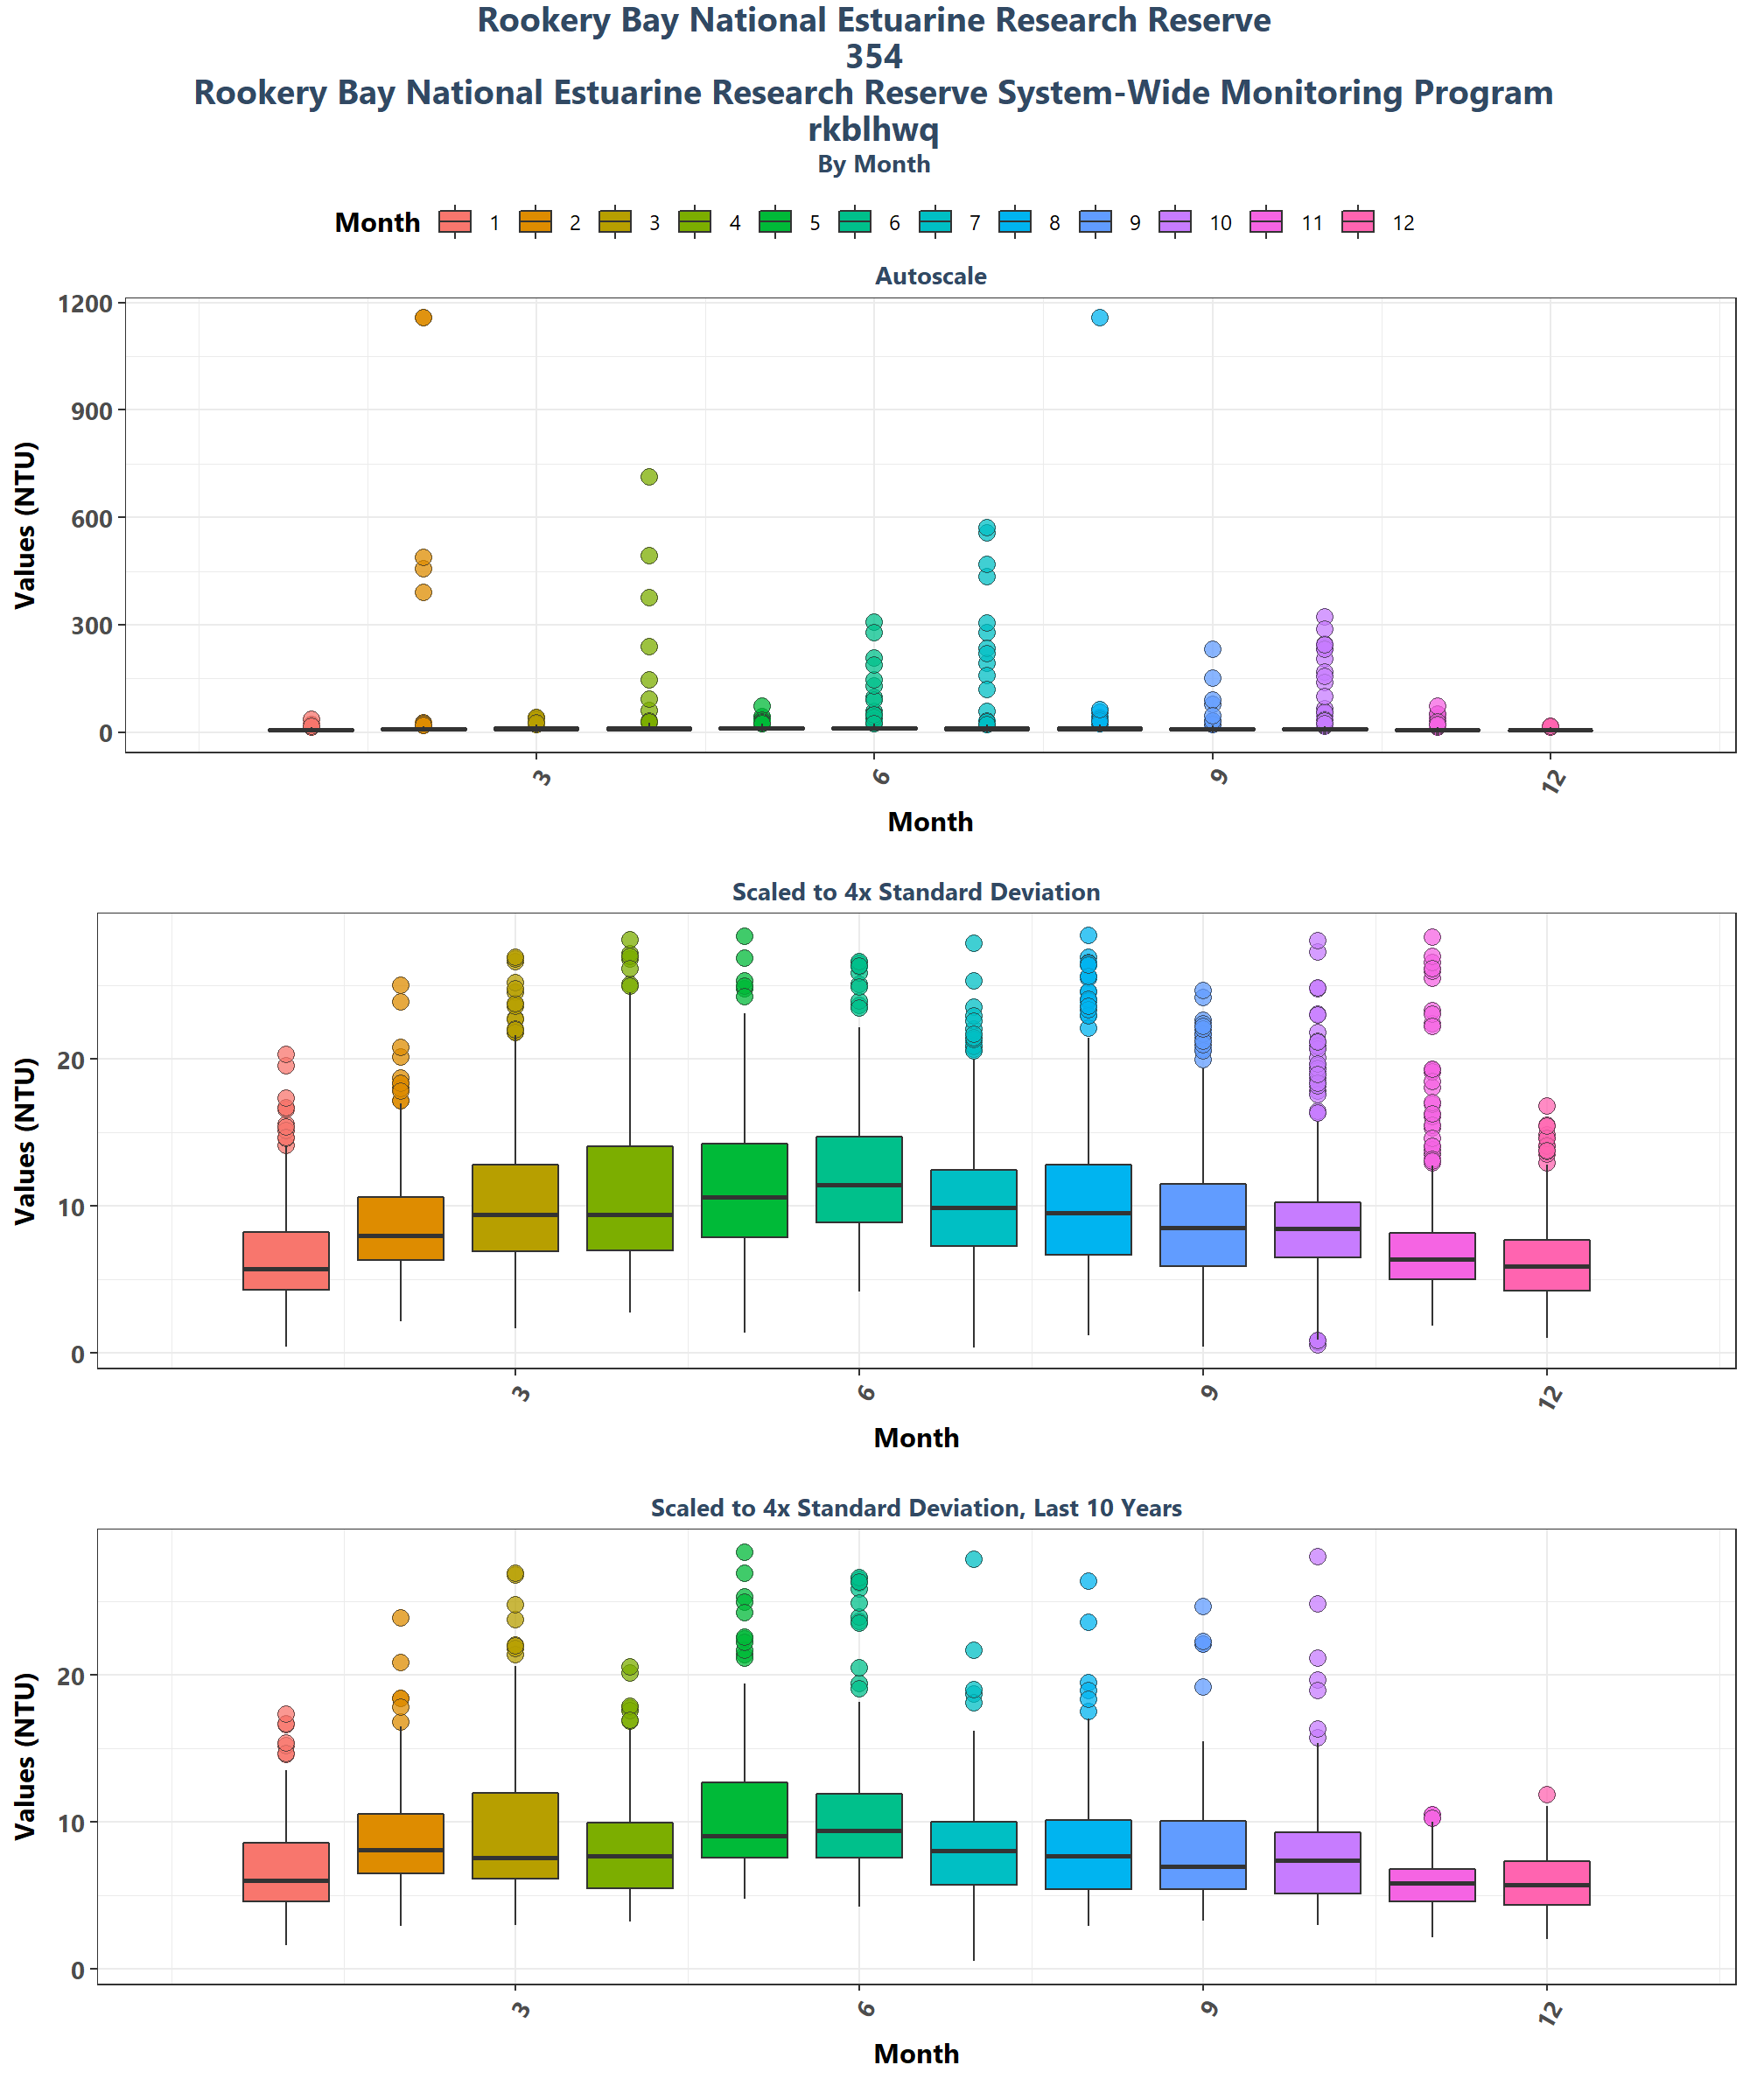 Rookery Bay National Estuarine Research Reserve
354
Rookery Bay National Estuarine Research Reserve System-Wide Monitoring Program
rkblhwq
By Month
Month 1 2 3 4 5 6 7 8 9 10 11 12
Autoscale
Values (NTU)
1200
900
600
300
0
3 6 9 12
Month
Scaled to 4x Standard Deviation
Values (NTU)
20
10
0
3 6 9 12
Month
Scaled to 4x Standard Deviation, Last 10 Years
Values (NTU)
20
10
0
3 6 9 12
Month